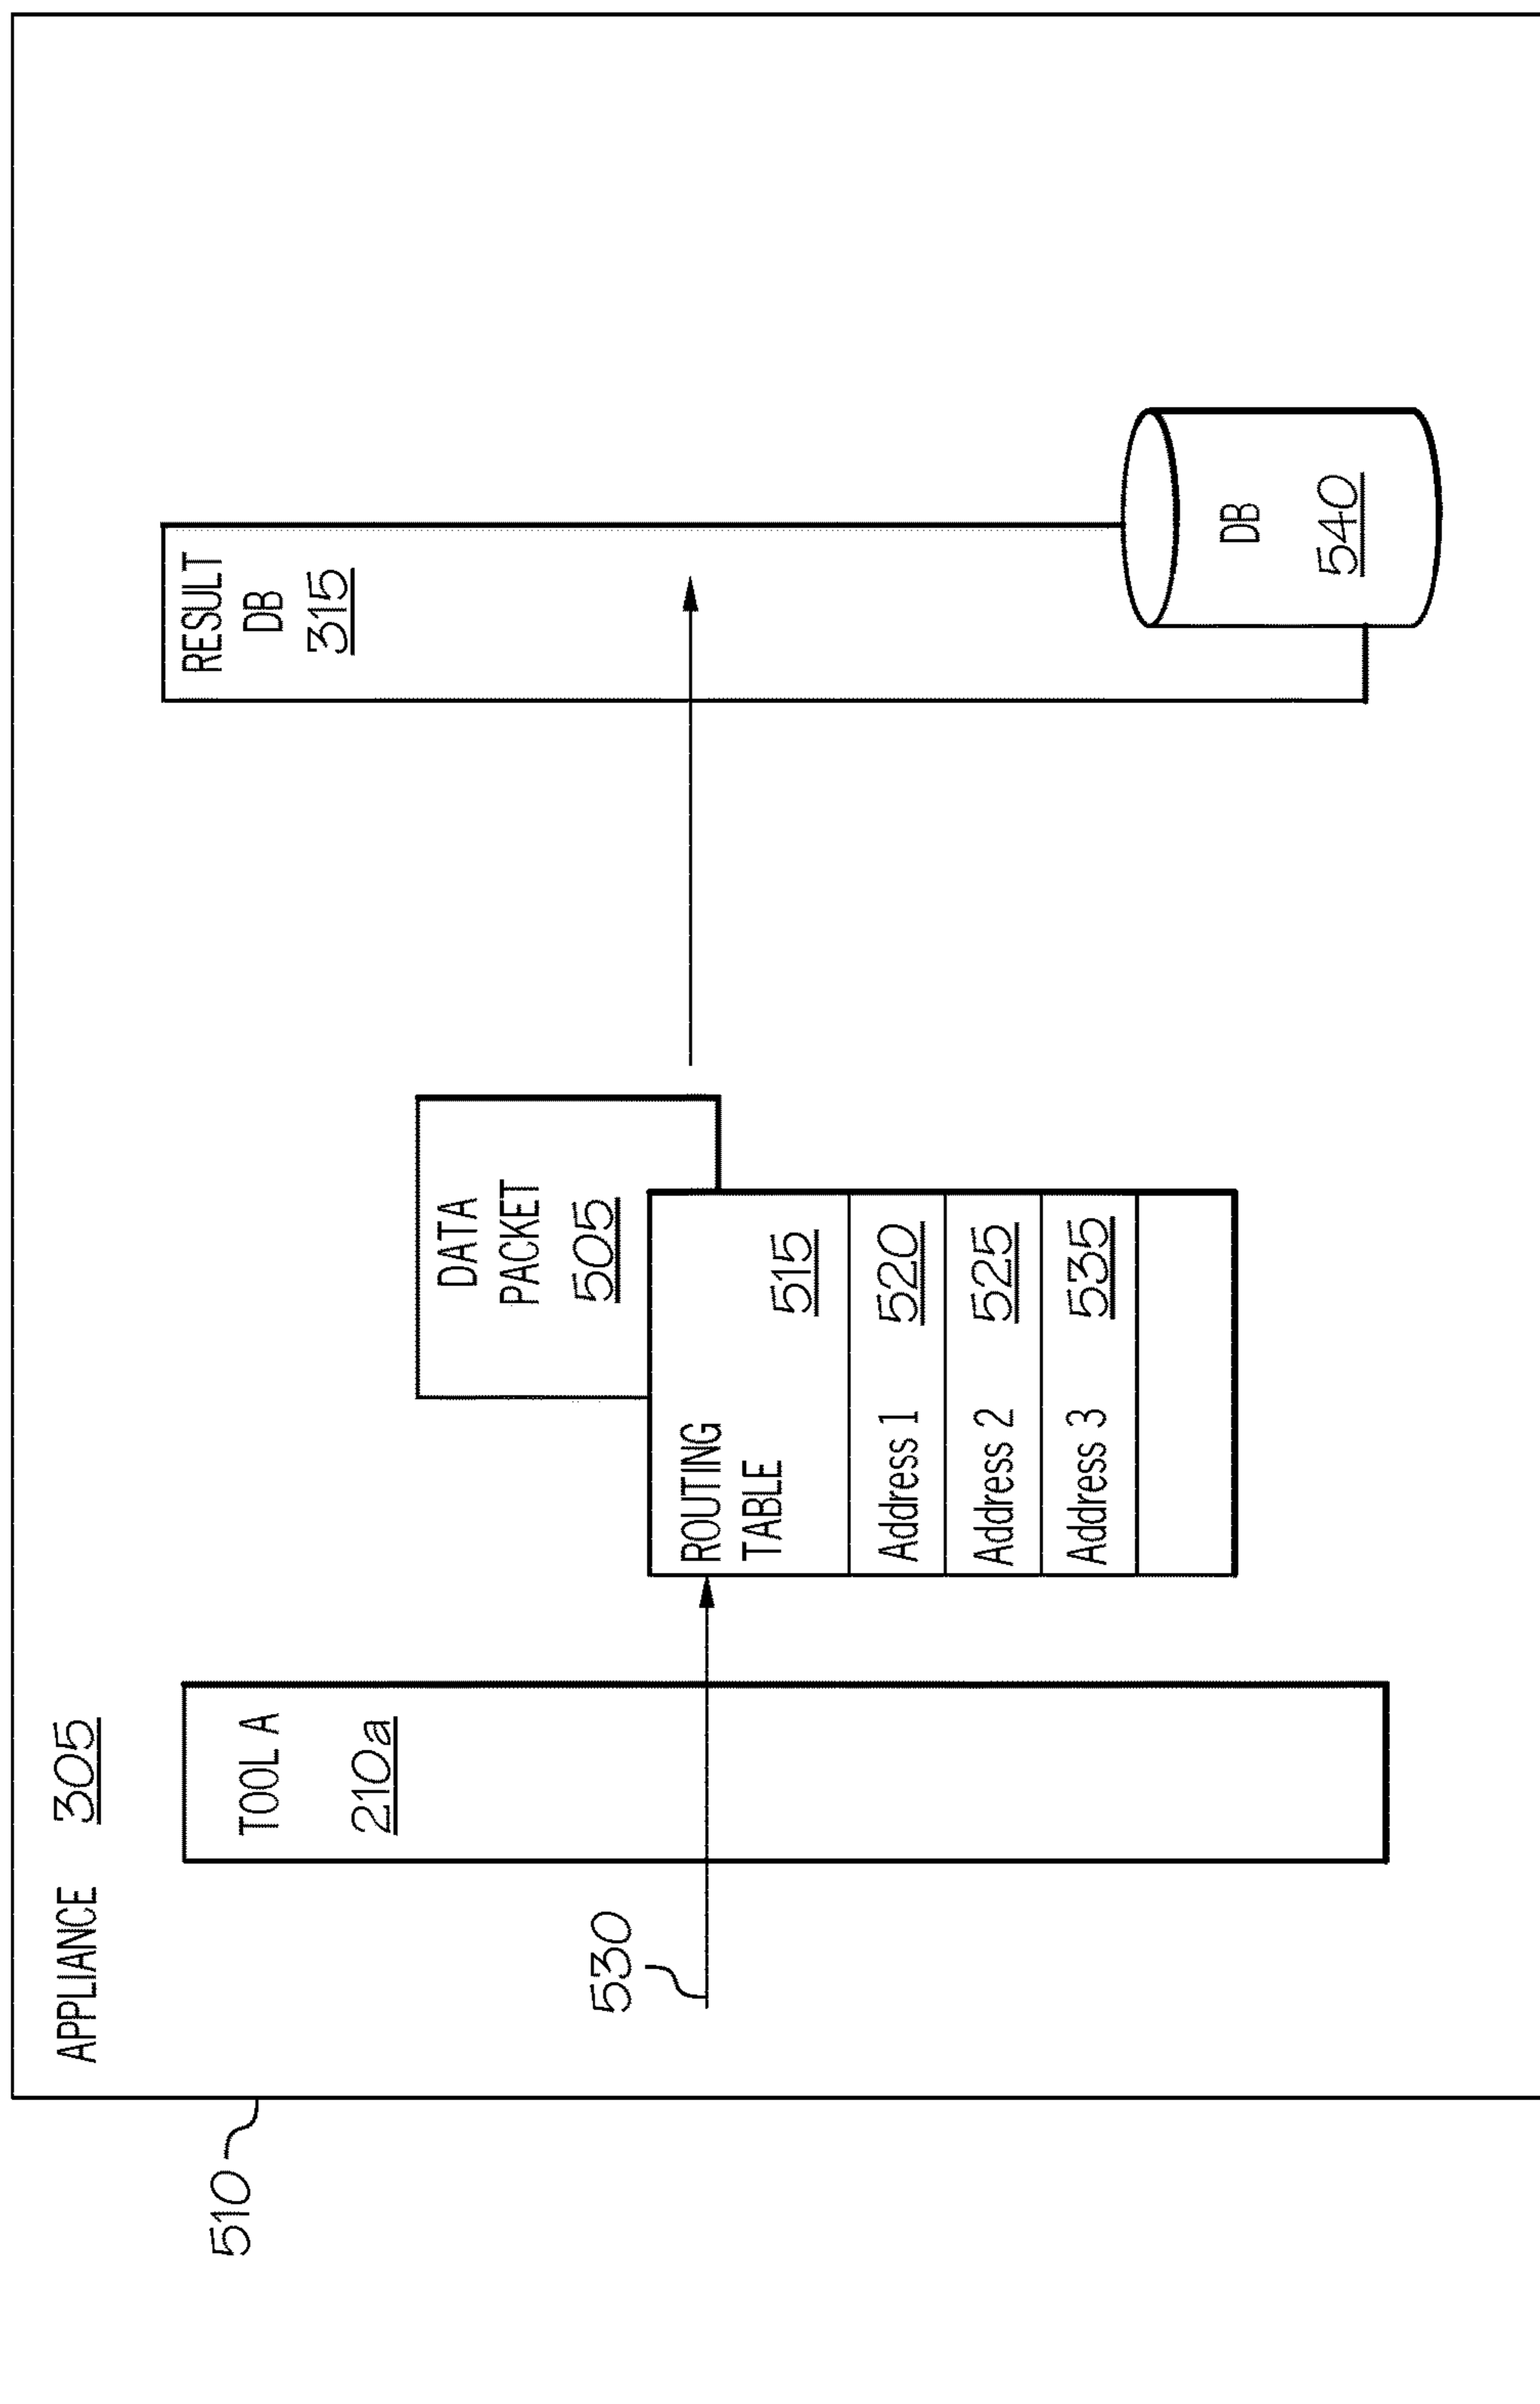 APPLIANCE 305
510
TOOL A
210a
530
DATA
PACKET
505
ROUTING
TABLE
515
Address 1 520
Address 2 525
Address 3 535
RESULT
DB
315
DB
540